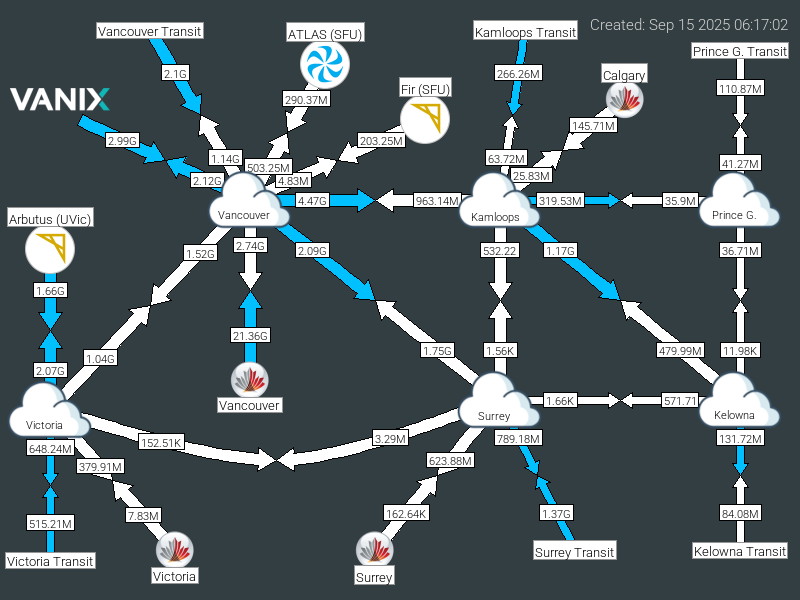 Created: Sep 15 2025 06:17:02
Vancouver Transit
ATLAS (SFU)
Kamloops Transit
Prince G. Transit
2.1G
266.26M
Calgary
110.87M
VANIX
290.37M
Fir (SFU)
145.71M
2.99G
203.25M
1.14G
503.25M
63.72M
41.27M
2.12G
4.83M
25.83M
4.47G
963.14M
319.53M
35.9M
Vancouver
Kamloops
Prince G.
Arbutus (UVic)
1.52G
2.74G
2.09G
532.22
1.17G
36.71M
1.66G
21.36G
2.07G
1.04G
1.75G
1.56K
479.99M
11.98K
Vancouver
1.66K
571.71
Victoria
Surrey
Kelowna
648.24M
152.51K
3.29M
789.18M
131.72M
379.91M
623.88M
515.21M
7.83M
162.64K
1.37G
84.08M
Victoria Transit
Victoria
Surrey
Surrey Transit
Kelowna Transit